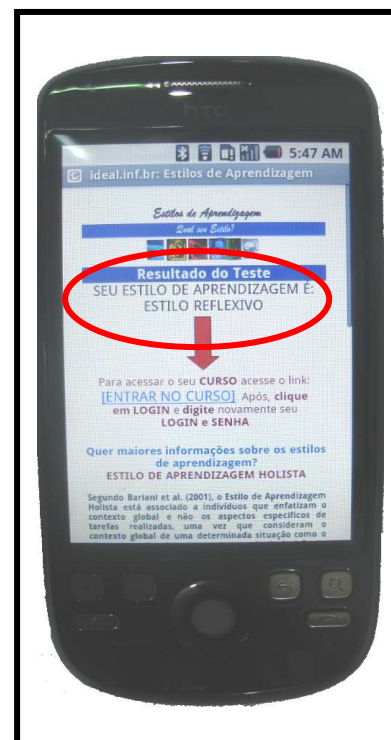 hTC
5:47 AM
ideal.inf.br: Estilos de Aprendizagem
Estilos de Aprendizagem
Qual seu Estilo?
Resultado do Teste
SEU ESTILO DE APRENDIZAGEM É:
ESTILO REFLEXIVO
Para acessar o seu CURSO acesse o link:
[ENTRAR NO CURSO]. Após, clique
em LOGIN e digite novamente seu
LOGIN e SENHA
Quer maiores informações sobre os estilos
de aprendizagem?
ESTILO DE APRENDIZAGEM HOLISTA
Segundo Bariani et al. (2001), o Estilo de Aprendizagem
Holista está associado a indivíduos que enfatizam o
contexto global e não os aspectos específicos de
tarefas realizadas, uma vez que consideram o
contexto global de uma determinada situação como o